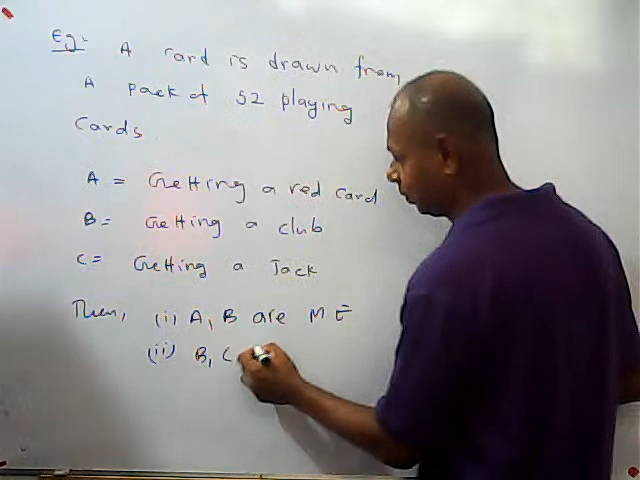 Eg:- A card is drawn from
A pack of 52 playing
cards.
A = Getting a red card
B = Getting a club
C = Getting a Jack
Then, (i) A, B are M E
(ii) B, C